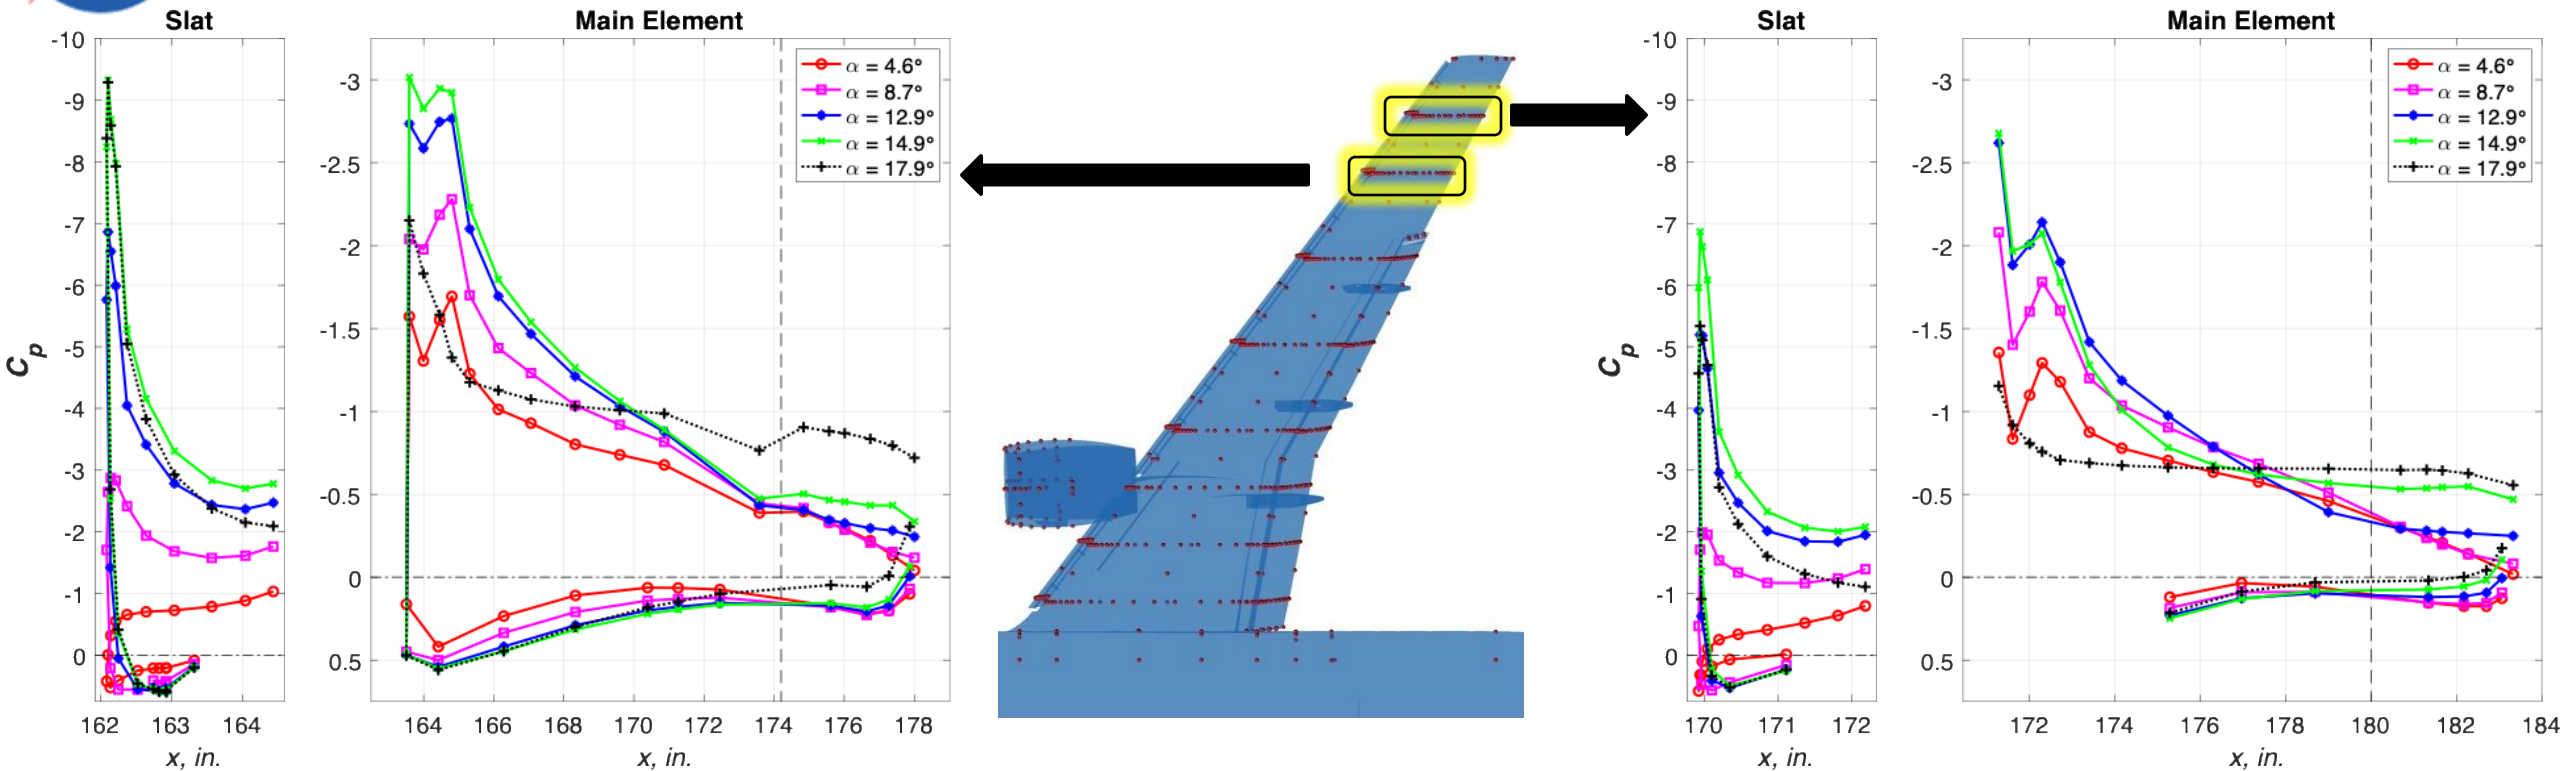 Slat
Main Element
Slat
Main Element
-10
-9
-8
-7
-6
-5
-4
-3
-2
-1
0
Cp
162 163 164
x, in.
-3
-2.5
-2
-1.5
-1
-0.5
0
0.5
164 166 168 170 172 174 176 178
x, in.
α = 4.6°
α = 8.7°
α = 12.9°
α = 14.9°
α = 17.9°
-10
-9
-8
-7
-6
-5
-4
-3
-2
-1
0
Cp
170 171 172
x, in.
-3
-2.5
-2
-1.5
-1
-0.5
0
0.5
172 174 176 178 180 182 184
x, in.
α = 4.6°
α = 8.7°
α = 12.9°
α = 14.9°
α = 17.9°